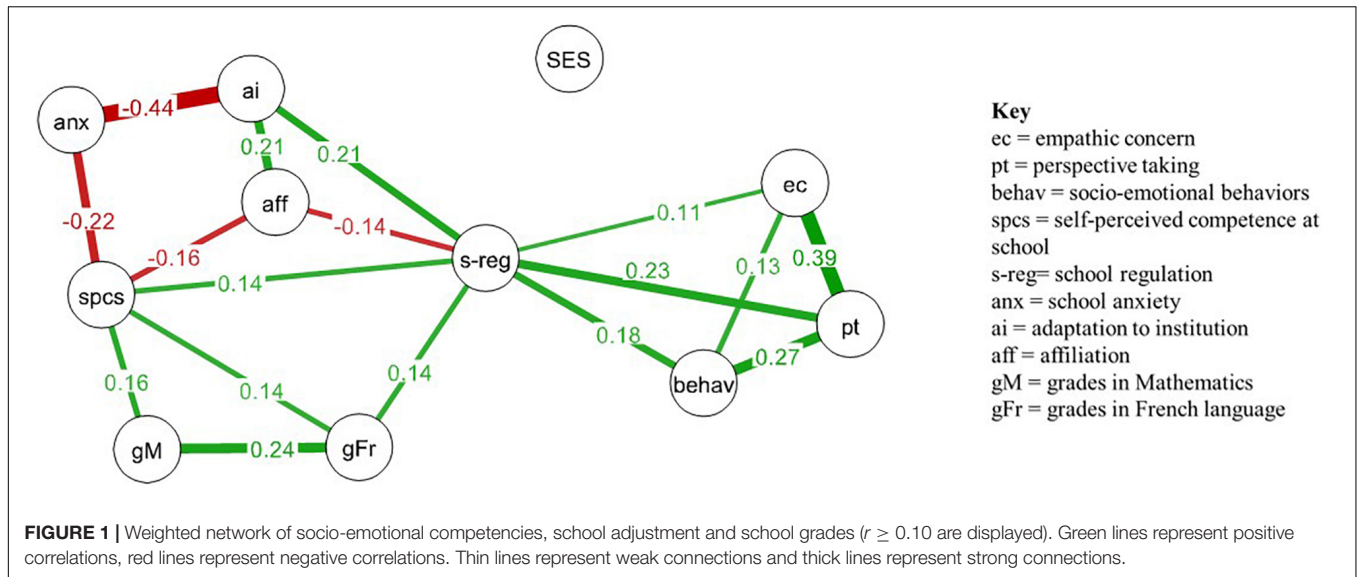 SES
ai
anx
-0.44
0.21
0.21
ec
aff
-0.22
-0.14
0.11
-0.16
s-reg
0.13
0.39
0.23
spcs
0.14
pt
0.18
0.27
behav
0.16
0.14
0.14
gM
0.24
gFr
Key
ec = empathic concern
pt = perspective taking
behav = socio-emotional behaviors
spcs = self-perceived competence at
school
s-reg= school regulation
anx = school anxiety
ai = adaptation to institution
aff = affiliation
gM = grades in Mathematics
gFr = grades in French language
FIGURE 1 | Weighted network of socio-emotional competencies, school adjustment and school grades (r ≥ 0.10 are displayed). Green lines represent positive
correlations, red lines represent negative correlations. Thin lines represent weak connections and thick lines represent strong connections.